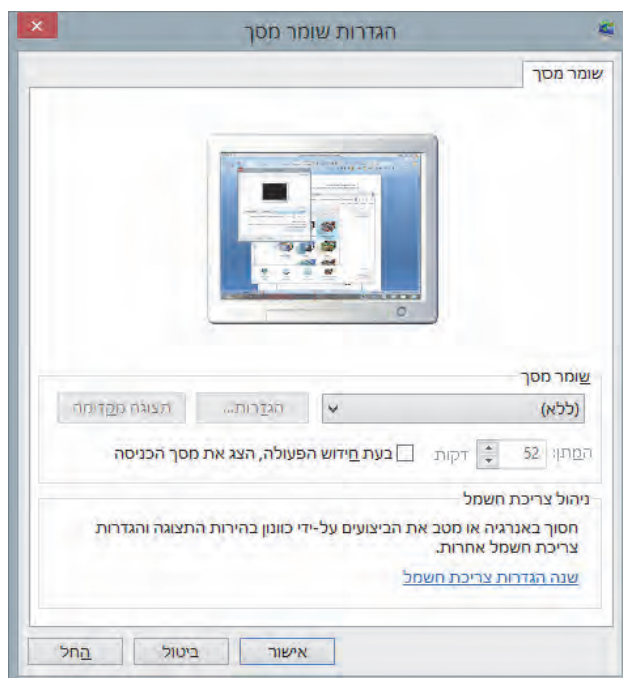 הגדרות שומר מסך
שומר מסך
שומר מסך
(ללא)
הגדרות...
תצוגה מקדימה
המתן: 52 דקות
בעת חידוש הפעולה, הצג את מסך הכניסה
ניהול צריכת חשמל
חסוך באנרגיה או מטב את הביצועים על-ידי כוונון בהירות התצוגה והגדרות
צריכת חשמל אחרות.
שנה הגדרות צריכת חשמל
אישור
ביטול
החל